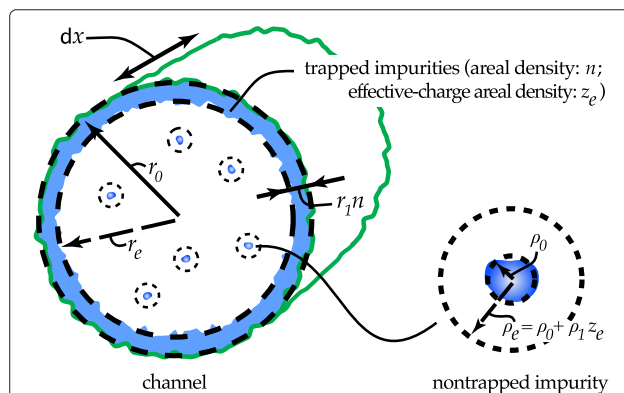 dx
trapped impurities (areal density: n;
effective-charge areal density: z_e)
r_0
r_1 n
r_e
ρ_0
ρ_e = ρ_0 + ρ_1 z_e
channel
nontrapped impurity